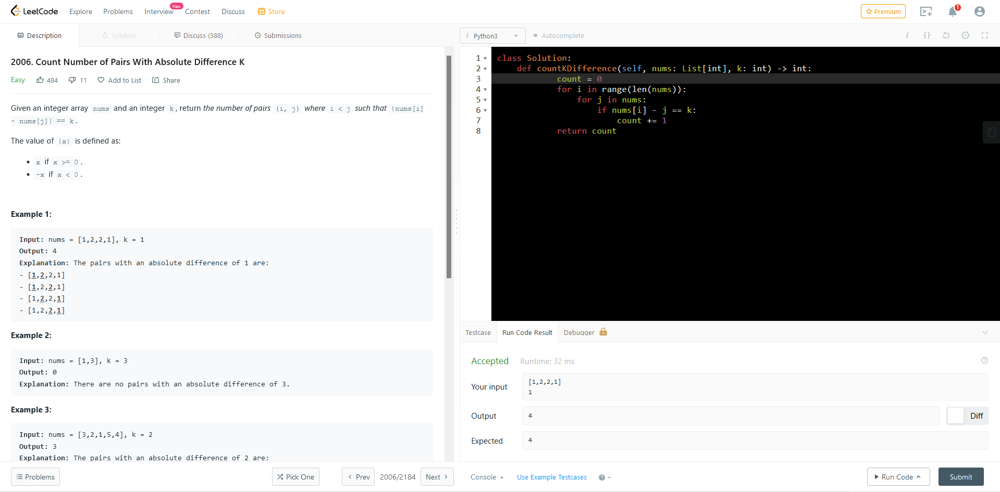 LeetCode Explore Problems Interview New Contest Discuss Store Premium 1
Description Solution Discuss (388) Submissions
2006. Count Number of Pairs With Absolute Difference K
Easy 484 11 Add to List Share
Given an integer array nums and an integer k, return the number of pairs (i, j) where i < j such that |nums[i]
- nums[j]| == k.
The value of |x| is defined as:
• x if x >= 0.
• -x if x < 0.
Example 1:
Input: nums = [1,2,2,1], k = 1
Output: 4
Explanation: The pairs with an absolute difference of 1 are:
- [1,2,2,1]
- [1,2,2,1]
- [1,2,2,1]
- [1,2,2,1]
Example 2:
Input: nums = [1,3], k = 3
Output: 0
Explanation: There are no pairs with an absolute difference of 3.
Example 3:
Input: nums = [3,2,1,5,4], k = 2
Output: 3
Explanation: The pairs with an absolute difference of 2 are:
Problems Pick One Prev 2006/2184 Next
i Python3 Autocomplete i {}
1 class Solution:
2 def countKDifference(self, nums: List[int], k: int) -> int:
3 count = 0
4 for i in range(len(nums)):
5 for j in nums:
6 if nums[i] - j == k:
7 count += 1
8 return count
Testcase Run Code Result Debugger
Accepted Runtime: 32 ms ?
Your input
[1,2,2,1]
1
Output 4 Diff
Expected 4
Console Use Example Testcases ? Run Code Submit